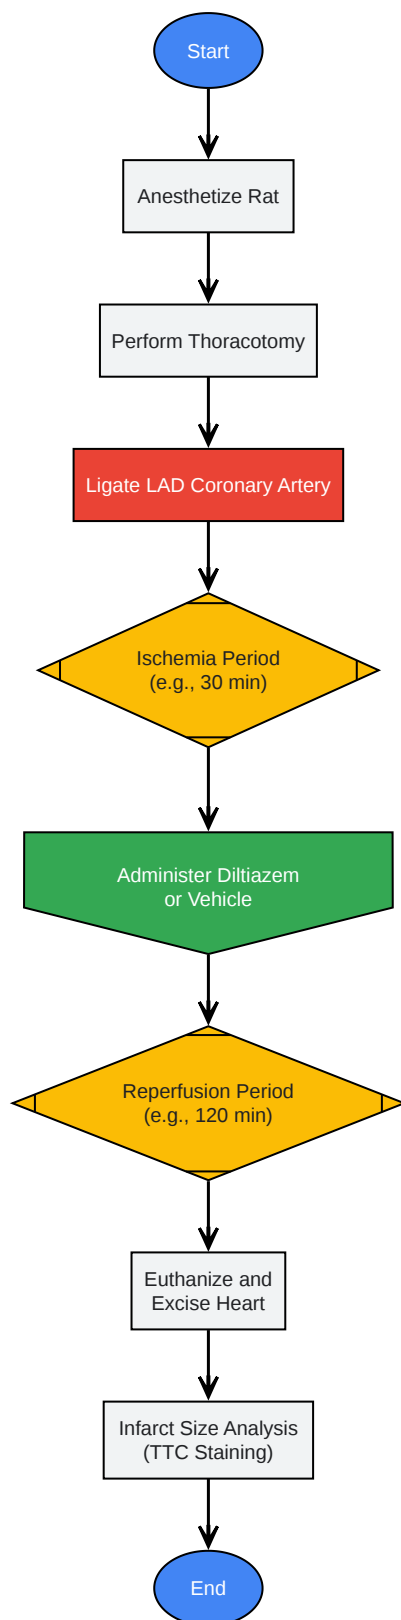 Start
Anesthetize Rat
Perform Thoracotomy
Ligate LAD Coronary Artery
Ischemia Period
(e.g., 30 min)
Administer Diltiazem
or Vehicle
Reperfusion Period
(e.g., 120 min)
Euthanize and
Excise Heart
Infarct Size Analysis
(TTC Staining)
End